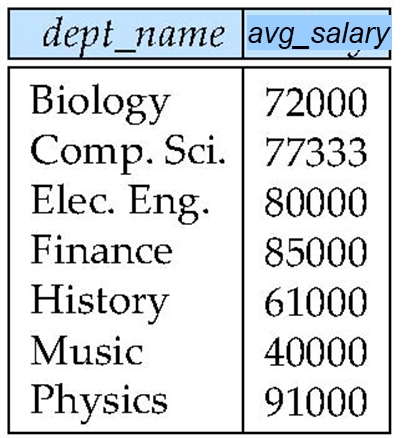 dept_name avg_salary
Biology 72000
Comp. Sci. 77333
Elec. Eng. 80000
Finance 85000
History 61000
Music 40000
Physics 91000